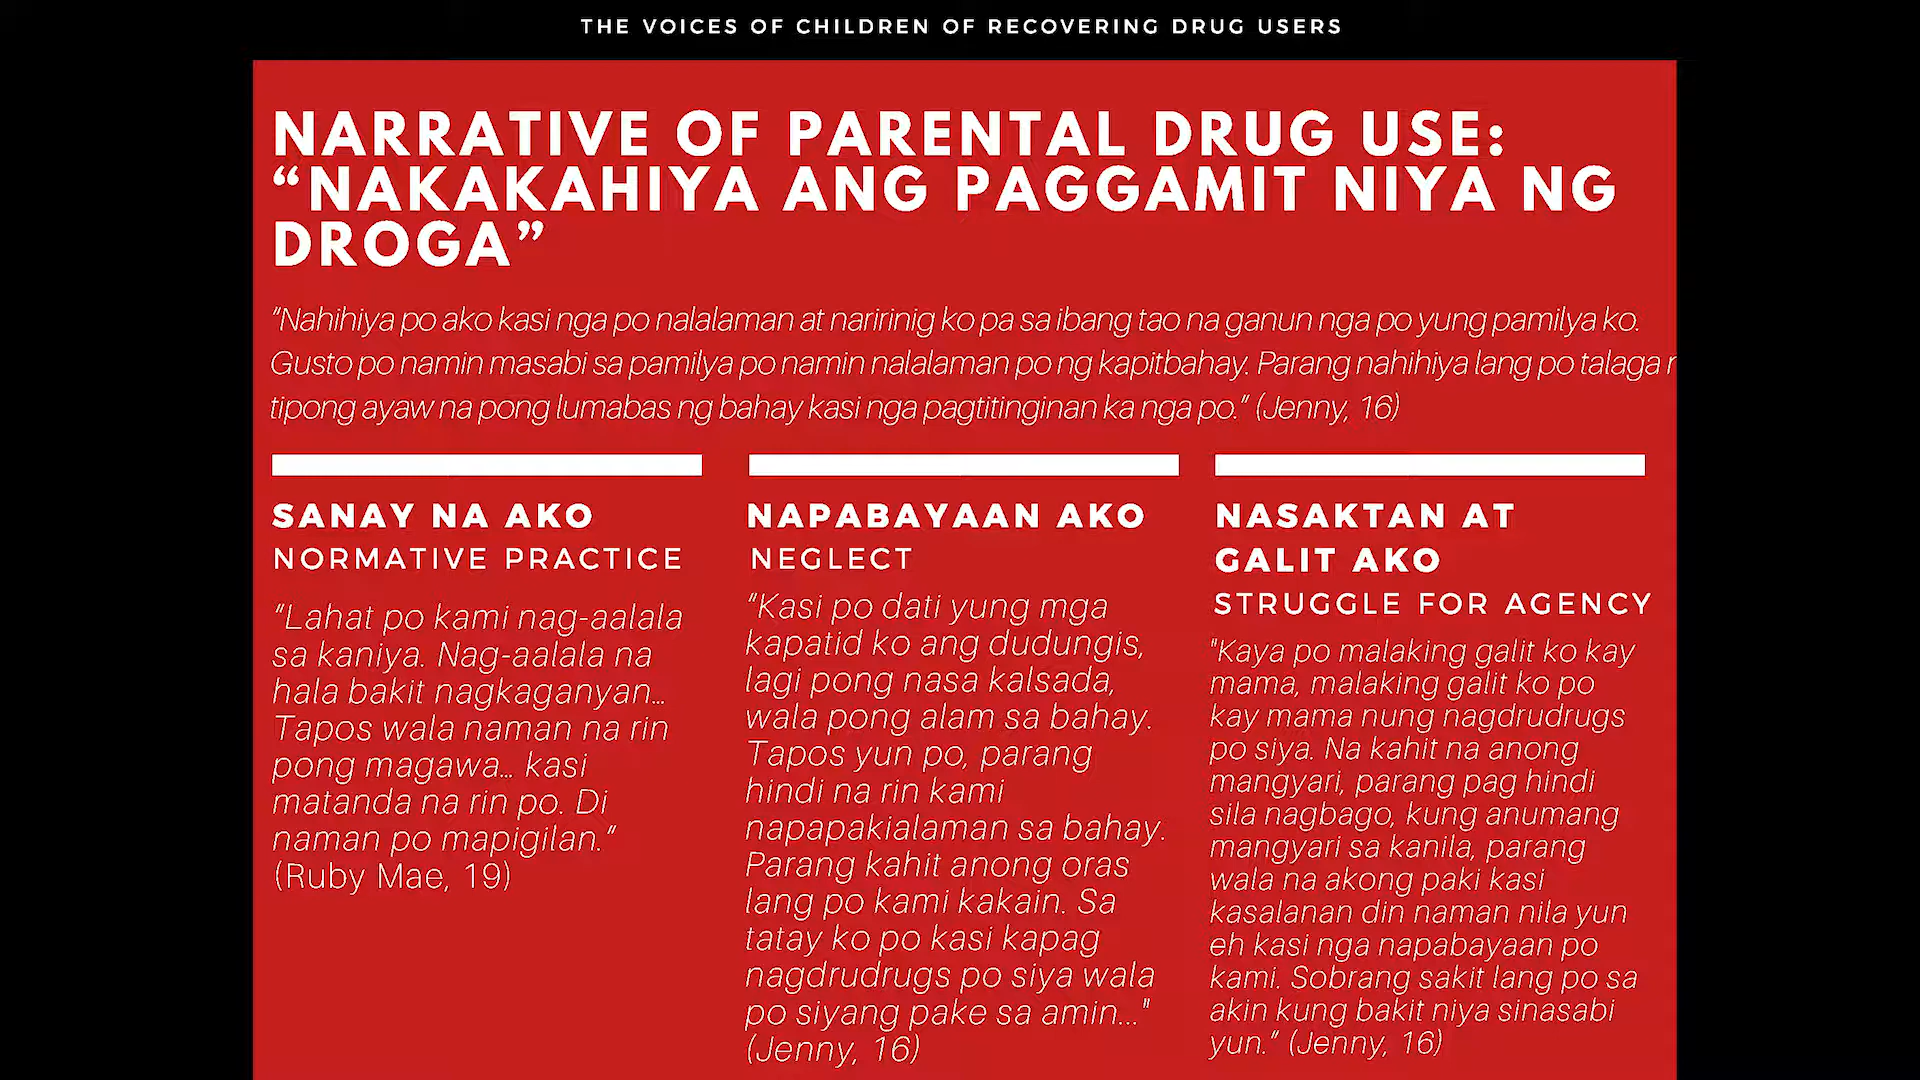 THE VOICES OF CHILDREN OF RECOVERING DRUG USERS
NARRATIVE OF PARENTAL DRUG USE:
“NAKAKAHIYA ANG PAGGAMIT NIYA NG
DROGA”
“Nahihiya po ako kasi nga po nalalaman at naririnig ko pa sa ibang tao na ganun nga po yung pamilya ko.
Gusto po namin masabi sa pamilya po namin nalalaman po ng kapitbahay. Parang nahihiya lang po talaga
tipong ayaw na pong lumabas ng bahay kasi nga pagtitinginan ka nga po.” (Jenny, 16)
SANAY NA AKO
NORMATIVE PRACTICE
“Lahat po kami nag-aalala
sa kaniya. Nag-aalala na
hala bakit nagkaganyan…
Tapos wala naman na rin
pong magawa… kasi
matanda na rin po. Di
naman po mapigilan.”
(Ruby Mae, 19)
NAPABAYAAN AKO
NEGLECT
“Kasi po dati yung mga
kapatid ko ang dudungis,
lagi pong nasa kalsada,
wala pong alam sa bahay.
Tapos yun po, parang
hindi na rin kami
napapakialaman sa bahay.
Parang kahit anong oras
lang po kami kakain. Sa
tatay ko po kasi kapag
nagdrudrugs po siya wala
po siyang pake sa amin..."
(Jenny, 16)
NASAKTAN AT
GALIT AKO
STRUGGLE FOR AGENCY
"Kaya po malaking galit ko kay
mama, malaking galit ko po
kay mama nung nagdrudrugs
po siya. Na kahit na anong
mangyari, parang pag hindi
sila nagbago, kung anumang
mangyari sa kanila, parang
wala na akong paki kasi
kasalanan din naman nila yun
eh kasi nga napabayaan po
kami. Sobrang sakit lang po sa
akin kung bakit niya sinasabi
yun.” (Jenny, 16)